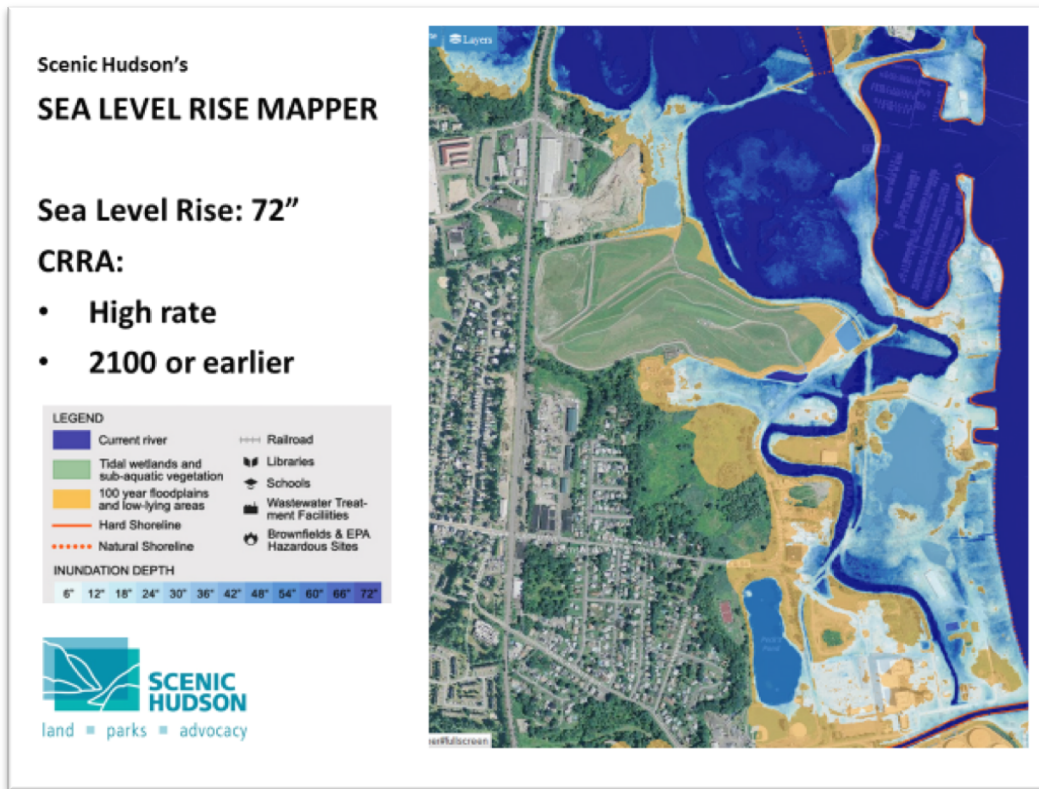 Scenic Hudson's
SEA LEVEL RISE MAPPER
Sea Level Rise: 72”
CRRA:
• High rate
• 2100 or earlier
LEGEND
Current river
Tidal wetlands and
sub-aquatic vegetation
100 year floodplains
and low-lying areas
Hard Shoreline
Natural Shoreline
Railroad
Libraries
Schools
Wastewater Treat-
ment Faciliities
Brownfields & EPA
Hazardous Sites
INUNDATION DEPTH
6" 12" 18" 24" 30" 36" 42" 48" 54" 60" 66" 72"
SCENIC
HUDSON
land ▪ parks ▪ advocacy
Layers
er#fullscreen